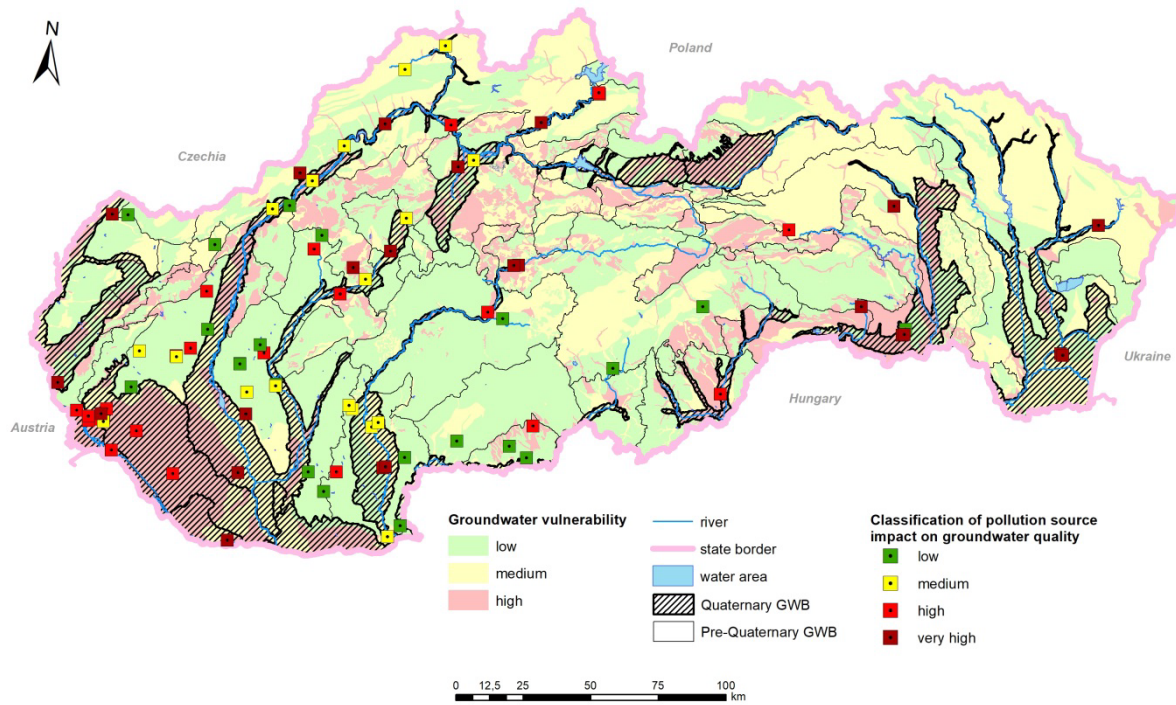 N
Poland
Czechia
Ukraine
Hungary
Austria
Groundwater vulnerability
low
medium
high
river
state border
water area
Quaternary GWB
Pre-Quaternary GWB
Classification of pollution source
impact on groundwater quality
low
medium
high
very high
0 12,5 25 50 75 100
km